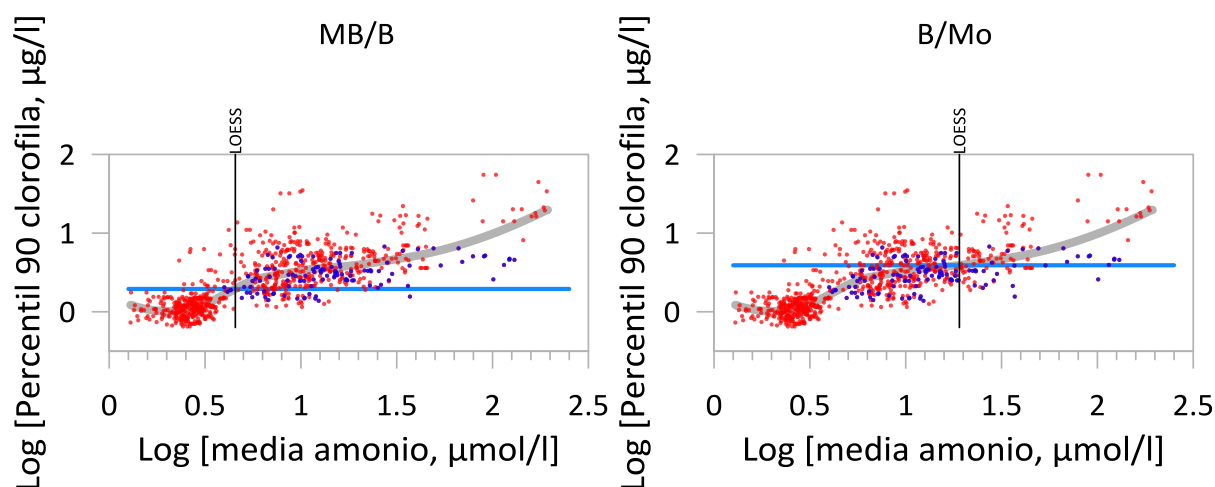 MB/B
Log [Percentil 90 clorofila, µg/l]
LOESS
2
1
0
0 0.5 1 1.5 2 2.5
Log [media amonio, µmol/l]
B/Mo
Log [Percentil 90 clorofila, µg/l]
LOESS
2
1
0
0 0.5 1 1.5 2 2.5
Log [media amonio, µmol/l]